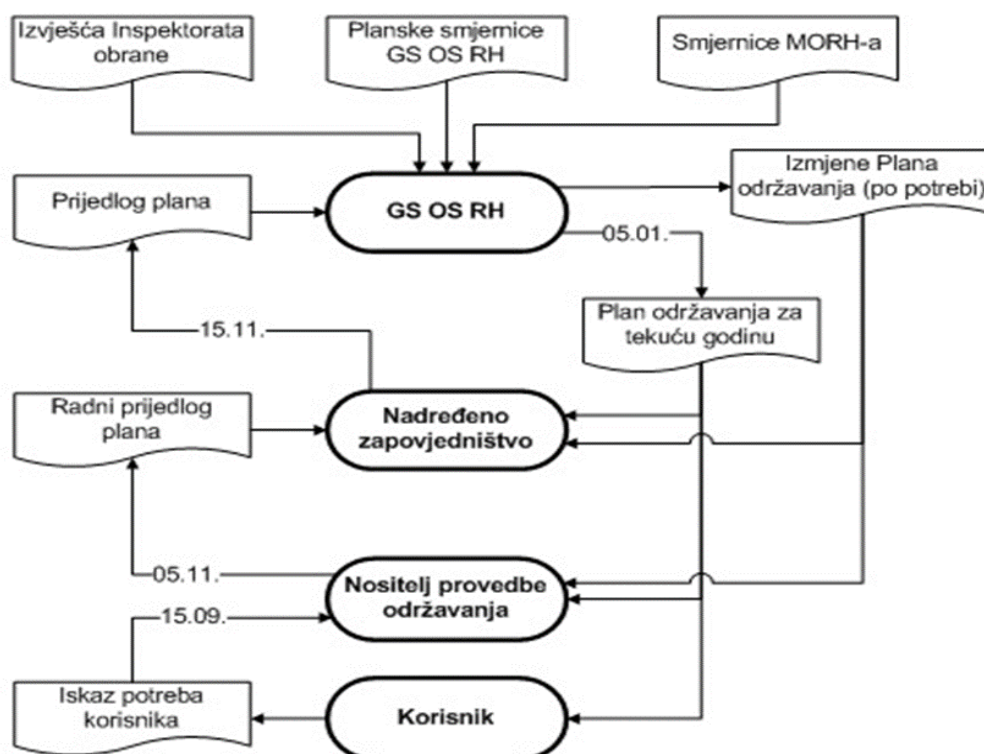 Izvješća Inspektorata
obrane
Planske smjernice
GS OS RH
Smjernice MORH-a
Prijedlog plana
GS OS RH
Izmjene Plana
održavanja (po potrebi)
05.01.
Plan održavanja za
tekuću godinu
15.11.
Radni prijedlog
plana
Nadređeno
zapovjedništvo
05.11.
Nositelj provedbe
održavanja
15.09.
Iskaz potreba
korisnika
Korisnik